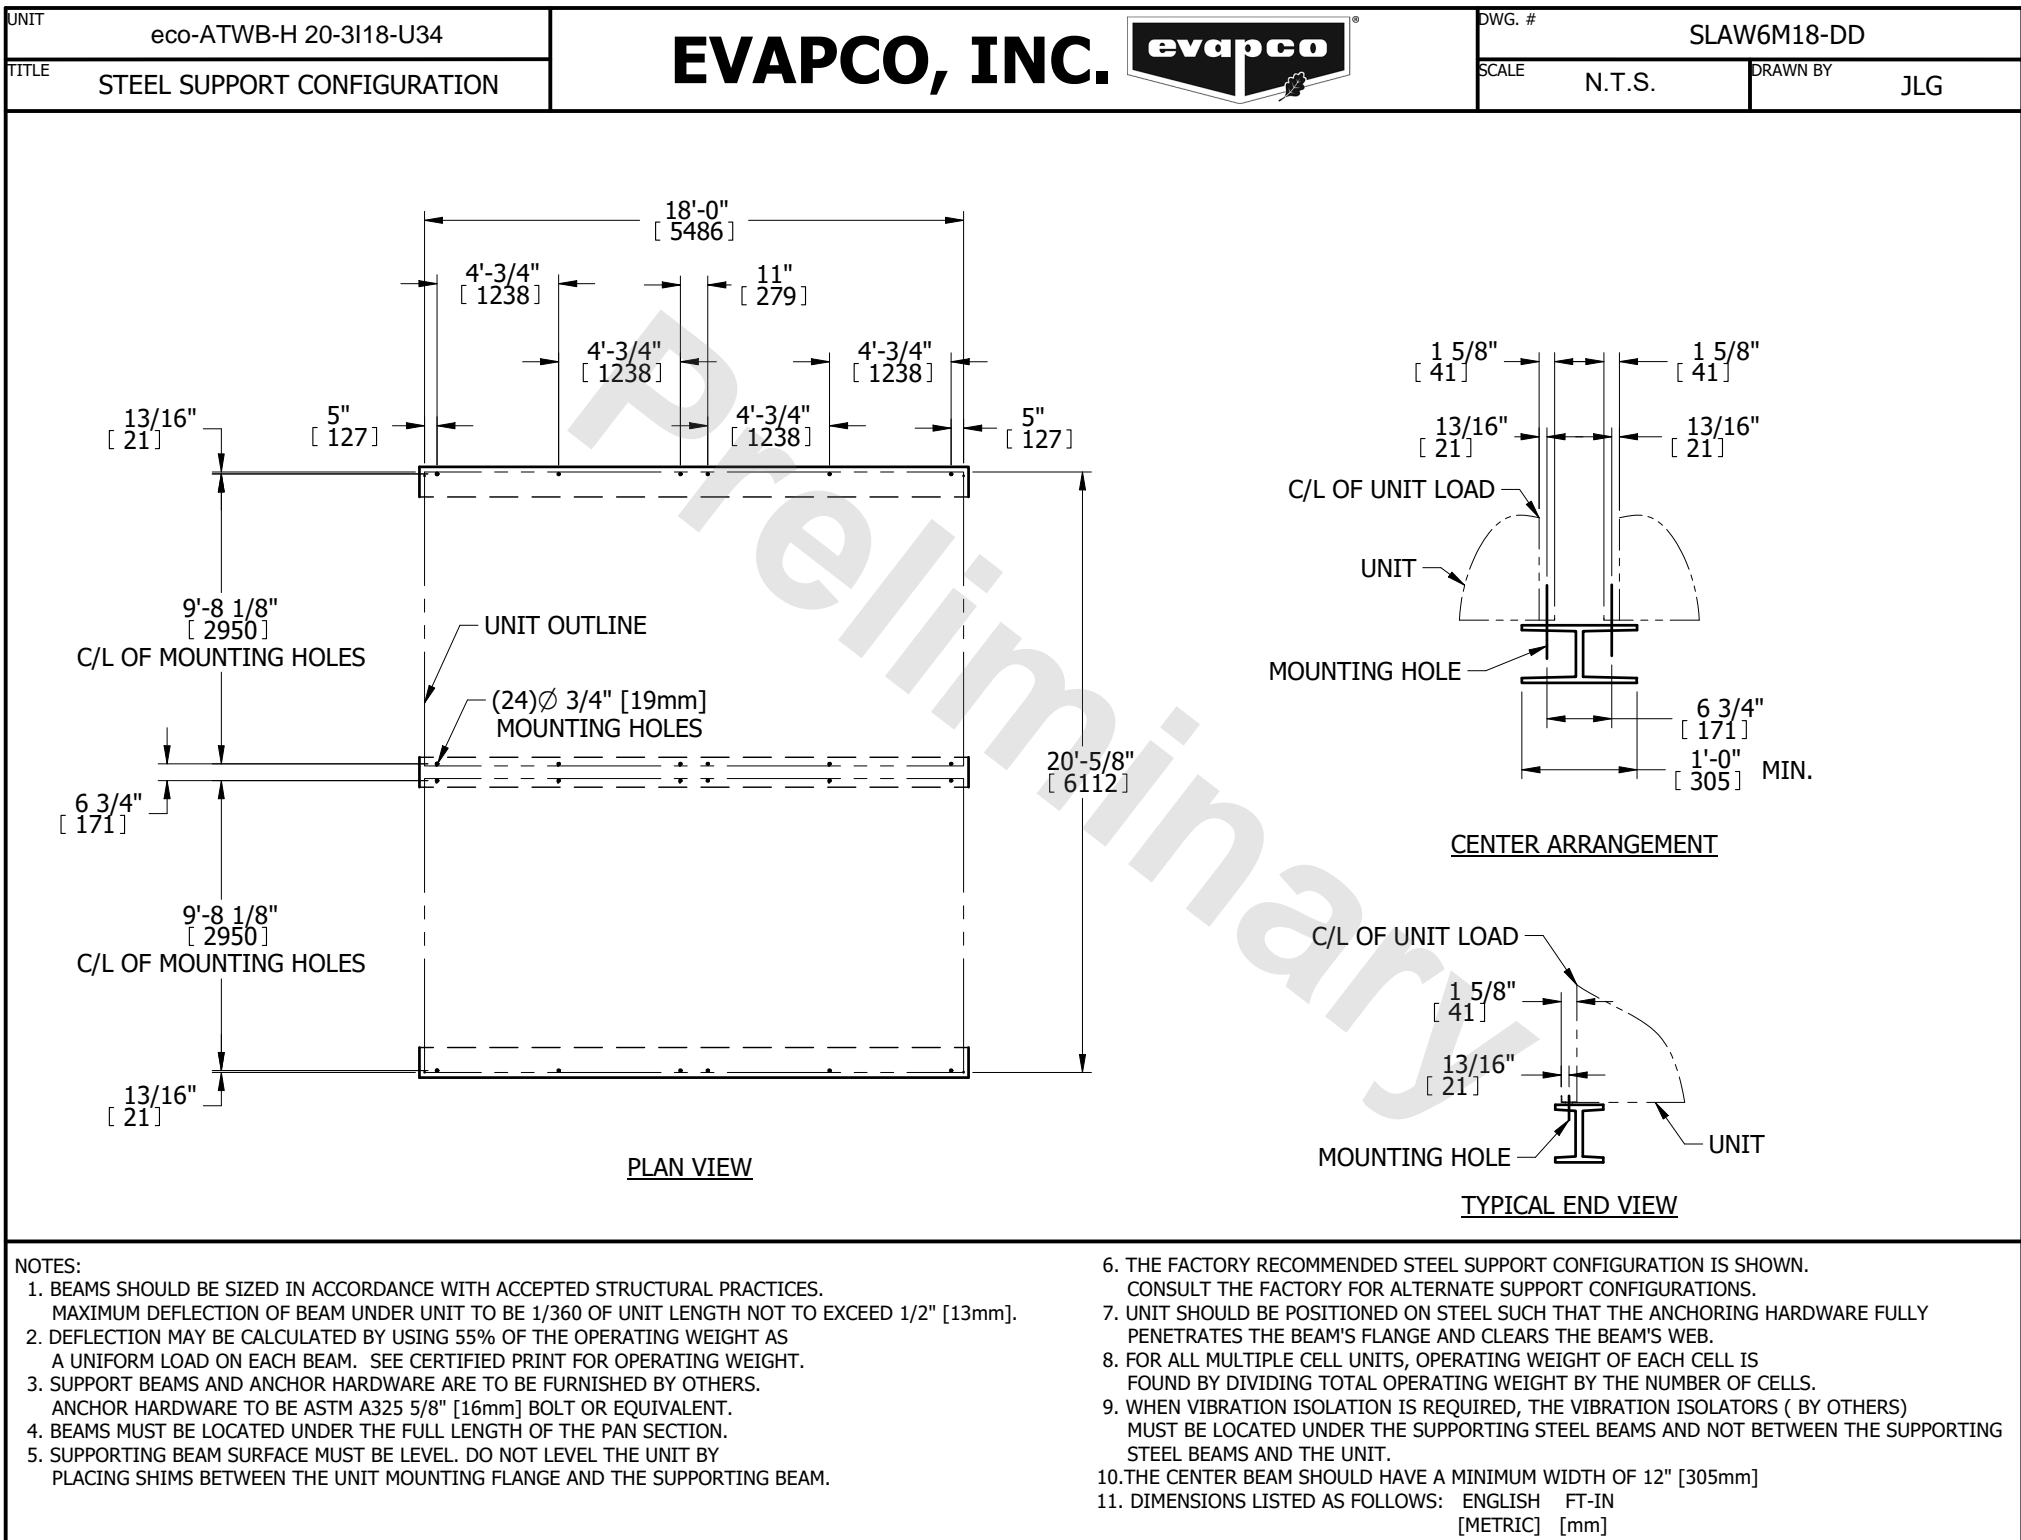 UNIT
eco-ATWB-H 20-3I18-U34
TITLE
STEEL SUPPORT CONFIGURATION
EVAPCO, INC.
evapco®
DWG. #
SLAW6M18-DD
SCALE
N.T.S.
DRAWN BY
JLG
18'-0"
[ 5486 ]
4'-3/4"
[ 1238 ]
11"
[ 279 ]
4'-3/4"
[ 1238 ]
4'-3/4"
[ 1238 ]
13/16"
[ 21 ]
5"
[ 127 ]
4'-3/4"
[ 1238 ]
5"
[ 127 ]
9'-8 1/8"
[ 2950 ]
C/L OF MOUNTING HOLES
UNIT OUTLINE
(24)∅ 3/4" [19mm]
MOUNTING HOLES
6 3/4"
[ 171 ]
20'-5/8"
[ 6112 ]
9'-8 1/8"
[ 2950 ]
C/L OF MOUNTING HOLES
13/16"
[ 21 ]
PLAN VIEW
Preliminary
1 5/8"
[ 41 ]
1 5/8"
[ 41 ]
13/16"
[ 21 ]
13/16"
[ 21 ]
C/L OF UNIT LOAD
UNIT
MOUNTING HOLE
6 3/4"
[ 171 ]
1'-0"
[ 305 ] MIN.
CENTER ARRANGEMENT
C/L OF UNIT LOAD
1 5/8"
[ 41 ]
13/16"
[ 21 ]
MOUNTING HOLE
UNIT
TYPICAL END VIEW
NOTES:
1. BEAMS SHOULD BE SIZED IN ACCORDANCE WITH ACCEPTED STRUCTURAL PRACTICES.
MAXIMUM DEFLECTION OF BEAM UNDER UNIT TO BE 1/360 OF UNIT LENGTH NOT TO EXCEED 1/2" [13mm].
2. DEFLECTION MAY BE CALCULATED BY USING 55% OF THE OPERATING WEIGHT AS
A UNIFORM LOAD ON EACH BEAM. SEE CERTIFIED PRINT FOR OPERATING WEIGHT.
3. SUPPORT BEAMS AND ANCHOR HARDWARE ARE TO BE FURNISHED BY OTHERS.
ANCHOR HARDWARE TO BE ASTM A325 5/8" [16mm] BOLT OR EQUIVALENT.
4. BEAMS MUST BE LOCATED UNDER THE FULL LENGTH OF THE PAN SECTION.
5. SUPPORTING BEAM SURFACE MUST BE LEVEL. DO NOT LEVEL THE UNIT BY
PLACING SHIMS BETWEEN THE UNIT MOUNTING FLANGE AND THE SUPPORTING BEAM.
6. THE FACTORY RECOMMENDED STEEL SUPPORT CONFIGURATION IS SHOWN.
CONSULT THE FACTORY FOR ALTERNATE SUPPORT CONFIGURATIONS.
7. UNIT SHOULD BE POSITIONED ON STEEL SUCH THAT THE ANCHORING HARDWARE FULLY
PENETRATES THE BEAM'S FLANGE AND CLEARS THE BEAM'S WEB.
8. FOR ALL MULTIPLE CELL UNITS, OPERATING WEIGHT OF EACH CELL IS
FOUND BY DIVIDING TOTAL OPERATING WEIGHT BY THE NUMBER OF CELLS.
9. WHEN VIBRATION ISOLATION IS REQUIRED, THE VIBRATION ISOLATORS ( BY OTHERS)
MUST BE LOCATED UNDER THE SUPPORTING STEEL BEAMS AND NOT BETWEEN THE SUPPORTING
STEEL BEAMS AND THE UNIT.
10.THE CENTER BEAM SHOULD HAVE A MINIMUM WIDTH OF 12" [305mm]
11. DIMENSIONS LISTED AS FOLLOWS: ENGLISH FT-IN
[METRIC] [mm]